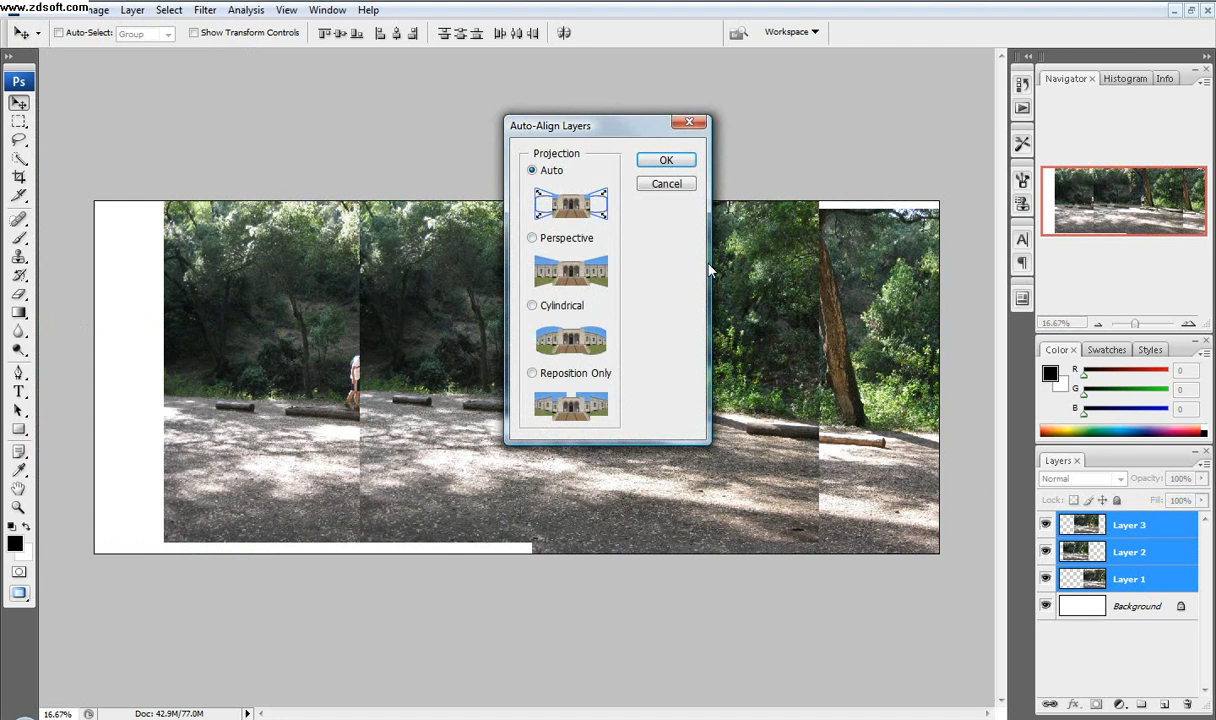 www.zdsoft.com
mage Layer Select Filter Analysis View Window Help
Auto-Select: Group Show Transform Controls Workspace
Ps
Auto-Align Layers
Projection
Auto
OK
Cancel
Perspective
Cylindrical
Reposition Only
Navigator Histogram Info
16.67%
Color Swatches Styles
R 0
G 0
B 0
Layers
Normal Opacity: 100%
Lock: Fill: 100%
Layer 3
Layer 2
Layer 1
Background
16.67% Doc: 42.9M/77.0M